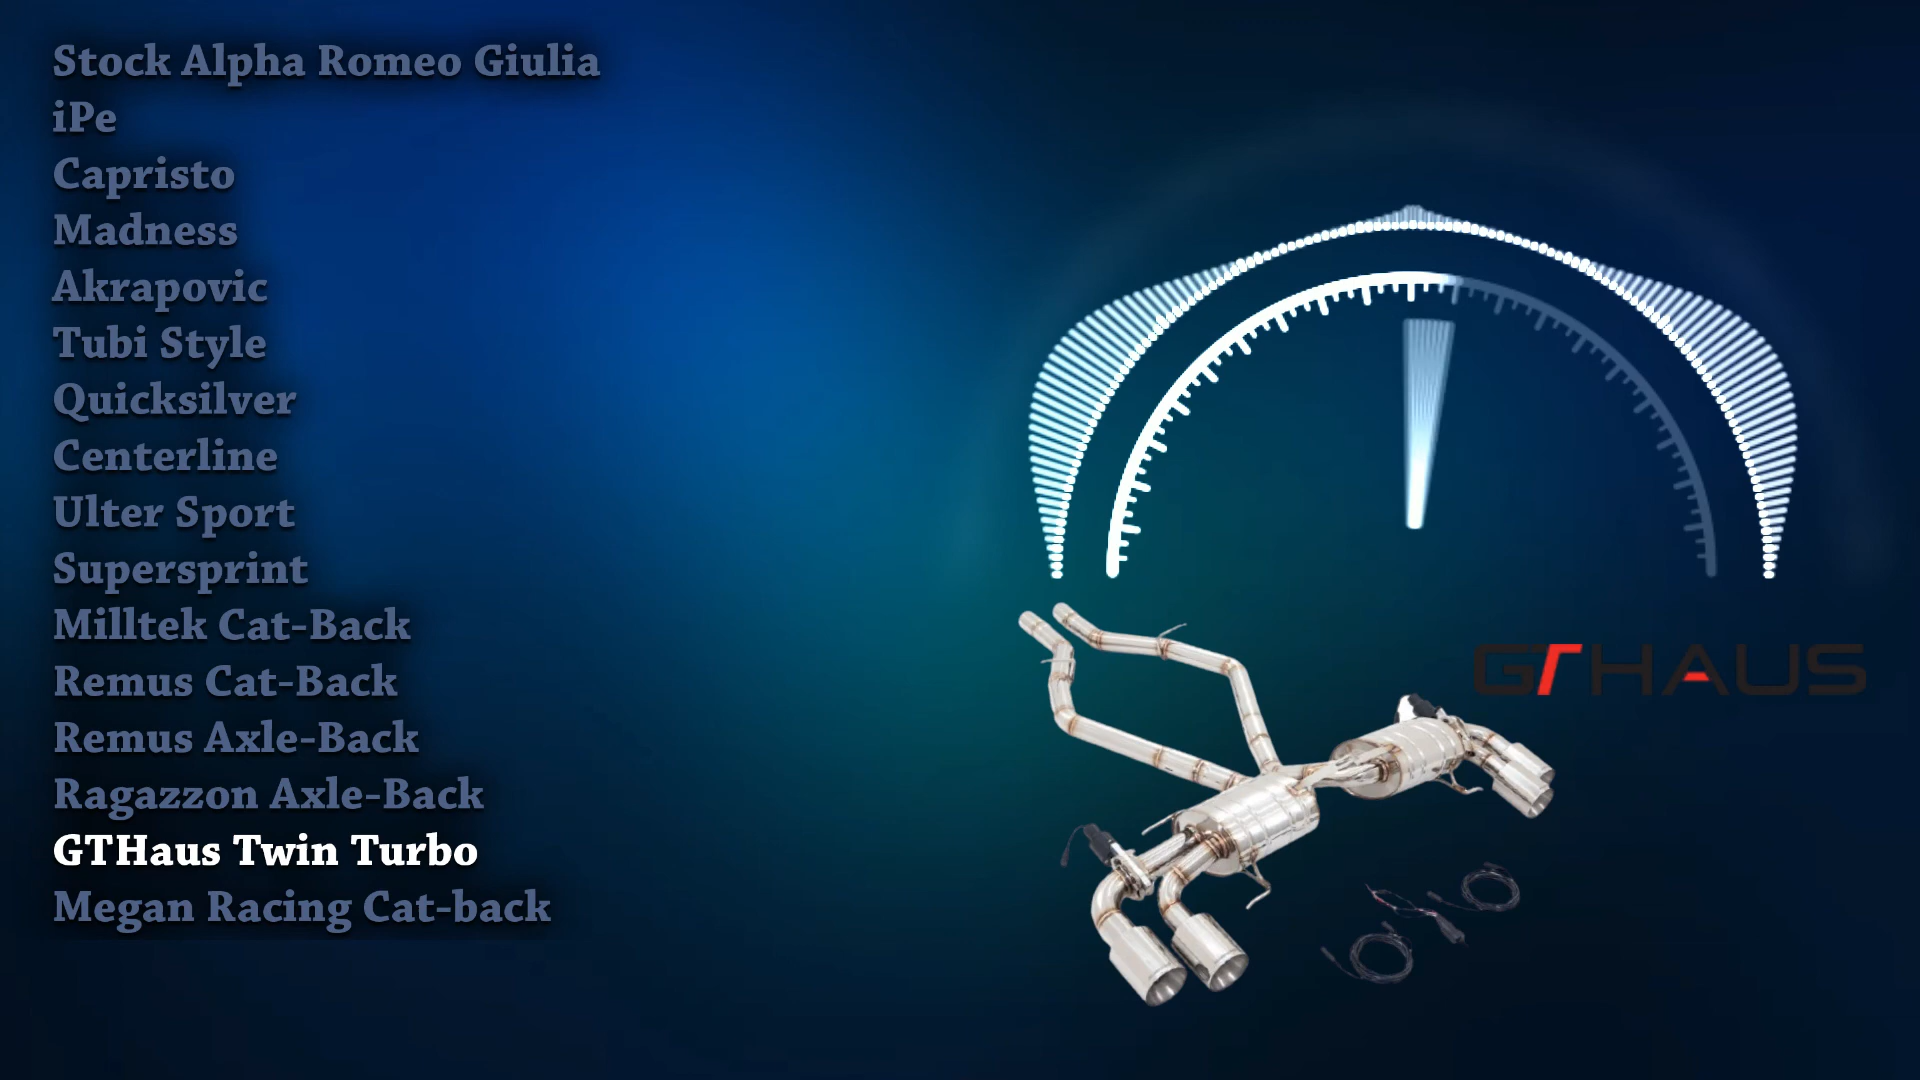 Stock Alpha Romeo Giulia
iPe
Capristo
Madness
Akrapovic
Tubi Style
Quicksilver
Centerline
Ulter Sport
Supersprint
Milltek Cat-Back
Remus Cat-Back
Remus Axle-Back
Ragazzon Axle-Back
GTHaus Twin Turbo
Megan Racing Cat-back
GTHAUS